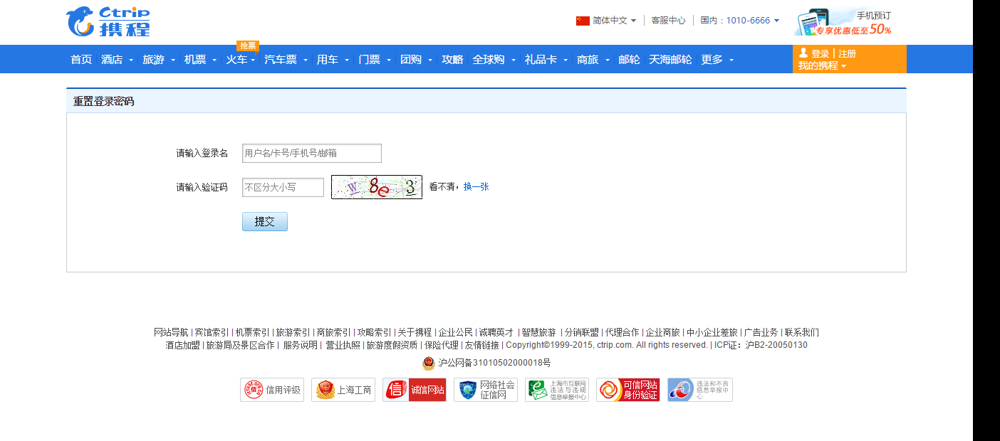 Ctrip
携程
简体中文
客服中心
国内：1010-6666
手机预订
专享优惠低至50%
抢票
首页 酒店 旅游 机票 火车 汽车票 用车 门票 团购 攻略 全球购 礼品卡 商旅 邮轮 天海邮轮 更多
登录 | 注册
我的携程
重置登录密码
请输入登录名 用户名/卡号/手机号/邮箱
请输入验证码 不区分大小写 W8e3 看不清，换一张
提交
网站导航 | 宾馆索引 | 机票索引 | 旅游索引 | 商旅索引 | 攻略索引 | 关于携程 | 企业公民 | 诚聘英才 | 智慧旅游 | 分销联盟 | 代理合作 | 企业商旅 | 中小企业差旅 | 广告业务 | 联系我们
酒店加盟 | 旅游局及景区合作 | 服务说明 | 营业执照 | 旅游度假资质 | 保险代理 | 友情链接 | Copyright©1999-2015, ctrip.com. All rights reserved. | ICP证：沪B2-20050130
沪公网备31010502000018号
信用评级
上海工商
信 诚信网站
网络社会
征信网
上海市互联网
违法与违规
信息举报中心
可信网站
身份验证
违法和不良
信息举报中
心